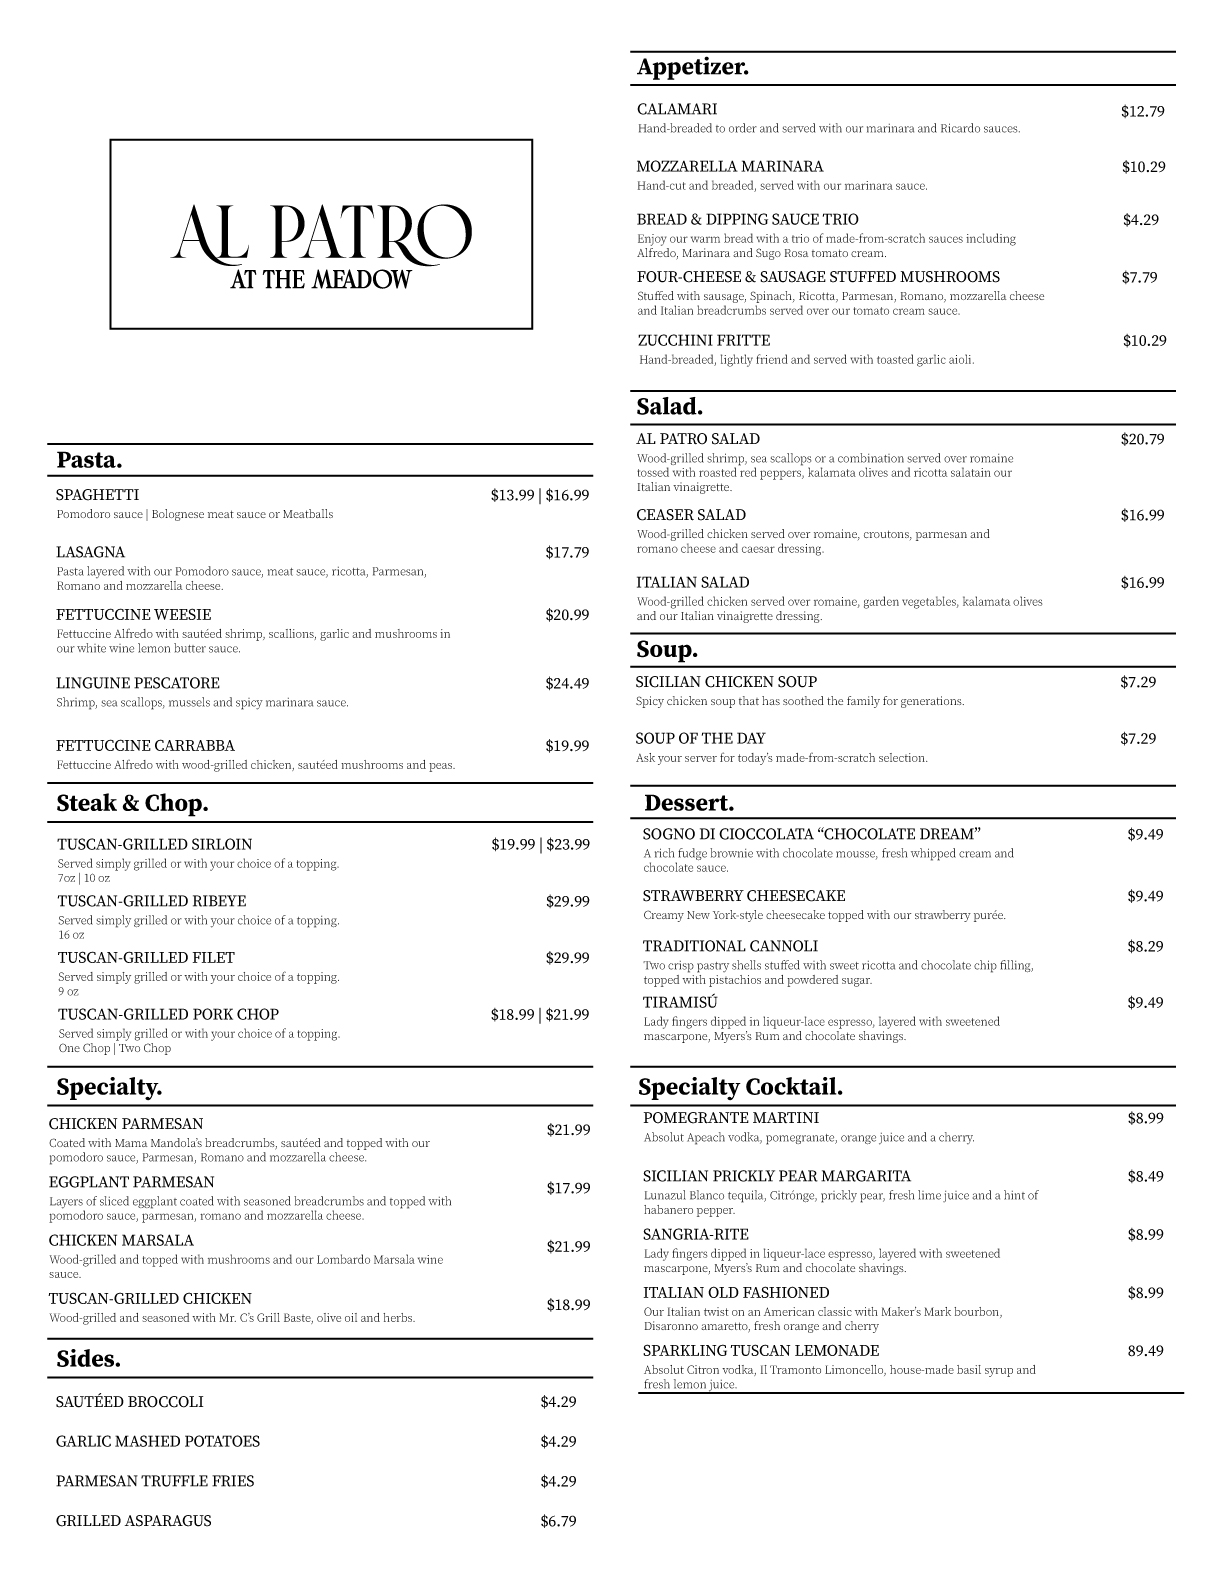 AL PATRO
AT THE MEADOW
Pasta.
SPAGHETTI $13.99 | $16.99
Pomodoro sauce | Bolognese meat sauce or Meatballs
LASAGNA $17.79
Pasta layered with our Pomodoro sauce, meat sauce, ricotta, Parmesan,
Romano and mozzarella cheese.
FETTUCCINE WEESIE $20.99
Fettuccine Alfredo with sautéed shrimp, scallions, garlic and mushrooms in
our white wine lemon butter sauce.
LINGUINE PESCATORE $24.49
Shrimp, sea scallops, mussels and spicy marinara sauce.
FETTUCCINE CARRABBA $19.99
Fettuccine Alfredo with wood-grilled chicken, sautéed mushrooms and peas.
Steak & Chop.
TUSCAN-GRILLED SIRLOIN $19.99 | $23.99
Served simply grilled or with your choice of a topping.
7oz | 10 oz
TUSCAN-GRILLED RIBEYE $29.99
Served simply grilled or with your choice of a topping.
16 oz
TUSCAN-GRILLED FILET $29.99
Served simply grilled or with your choice of a topping.
9 oz
TUSCAN-GRILLED PORK CHOP $18.99 | $21.99
Served simply grilled or with your choice of a topping.
One Chop | Two Chop
Specialty.
CHICKEN PARMESAN $21.99
Coated with Mama Mandola’s breadcrumbs, sautéed and topped with our
pomodoro sauce, Parmesan, Romano and mozzarella cheese.
EGGPLANT PARMESAN $17.99
Layers of sliced eggplant coated with seasoned breadcrumbs and topped with
pomodoro sauce, parmesan, romano and mozzarella cheese.
CHICKEN MARSALA $21.99
Wood-grilled and topped with mushrooms and our Lombardo Marsala wine
sauce.
TUSCAN-GRILLED CHICKEN $18.99
Wood-grilled and seasoned with Mr. C’s Grill Baste, olive oil and herbs.
Sides.
SAUTÉED BROCCOLI $4.29
GARLIC MASHED POTATOES $4.29
PARMESAN TRUFFLE FRIES $4.29
GRILLED ASPARAGUS $6.79
Appetizer.
CALAMARI $12.79
Hand-breaded to order and served with our marinara and Ricardo sauces.
MOZZARELLA MARINARA $10.29
Hand-cut and breaded, served with our marinara sauce.
BREAD & DIPPING SAUCE TRIO $4.29
Enjoy our warm bread with a trio of made-from-scratch sauces including
Alfredo, Marinara and Sugo Rosa tomato cream.
FOUR-CHEESE & SAUSAGE STUFFED MUSHROOMS $7.79
Stuffed with sausage, Spinach, Ricotta, Parmesan, Romano, mozzarella cheese
and Italian breadcrumbs served over our tomato cream sauce.
ZUCCHINI FRITTE $10.29
Hand-breaded, lightly friend and served with toasted garlic aioli.
Salad.
AL PATRO SALAD $20.79
Wood-grilled shrimp, sea scallops or a combination served over romaine
tossed with roasted red peppers, kalamata olives and ricotta salatain our
Italian vinaigrette.
CEASER SALAD $16.99
Wood-grilled chicken served over romaine, croutons, parmesan and
romano cheese and caesar dressing.
ITALIAN SALAD $16.99
Wood-grilled chicken served over romaine, garden vegetables, kalamata olives
and our Italian vinaigrette dressing.
Soup.
SICILIAN CHICKEN SOUP $7.29
Spicy chicken soup that has soothed the family for generations.
SOUP OF THE DAY $7.29
Ask your server for today’s made-from-scratch selection.
Dessert.
SOGNO DI CIOCCOLATA “CHOCOLATE DREAM” $9.49
A rich fudge brownie with chocolate mousse, fresh whipped cream and
chocolate sauce.
STRAWBERRY CHEESECAKE $9.49
Creamy New York-style cheesecake topped with our strawberry purée.
TRADITIONAL CANNOLI $8.29
Two crisp pastry shells stuffed with sweet ricotta and chocolate chip filling,
topped with pistachios and powdered sugar.
TIRAMISÚ $9.49
Lady fingers dipped in liqueur-lace espresso, layered with sweetened
mascarpone, Myers’s Rum and chocolate shavings.
Specialty Cocktail.
POMEGRANTE MARTINI $8.99
Absolut Apeach vodka, pomegranate, orange juice and a cherry.
SICILIAN PRICKLY PEAR MARGARITA $8.49
Lunazul Blanco tequila, Citrónge, prickly pear, fresh lime juice and a hint of
habanero pepper.
SANGRIA-RITE $8.99
Lady fingers dipped in liqueur-lace espresso, layered with sweetened
mascarpone, Myers’s Rum and chocolate shavings.
ITALIAN OLD FASHIONED $8.99
Our Italian twist on an American classic with Maker’s Mark bourbon,
Disaronno amaretto, fresh orange and cherry
SPARKLING TUSCAN LEMONADE 89.49
Absolut Citron vodka, Il Tramonto Limoncello, house-made basil syrup and
fresh lemon juice.